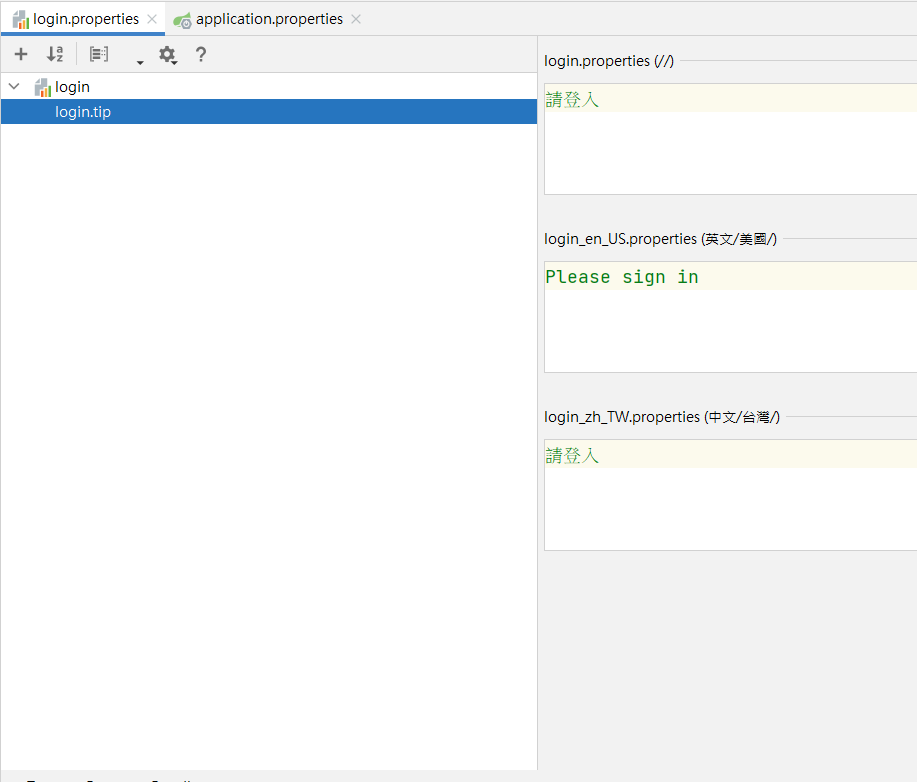 login.properties
application.properties
login
login.tip
login.properties (//)
請登入
login_en_US.properties (英文/美國/)
Please sign in
login_zh_TW.properties (中文/台灣/)
請登入